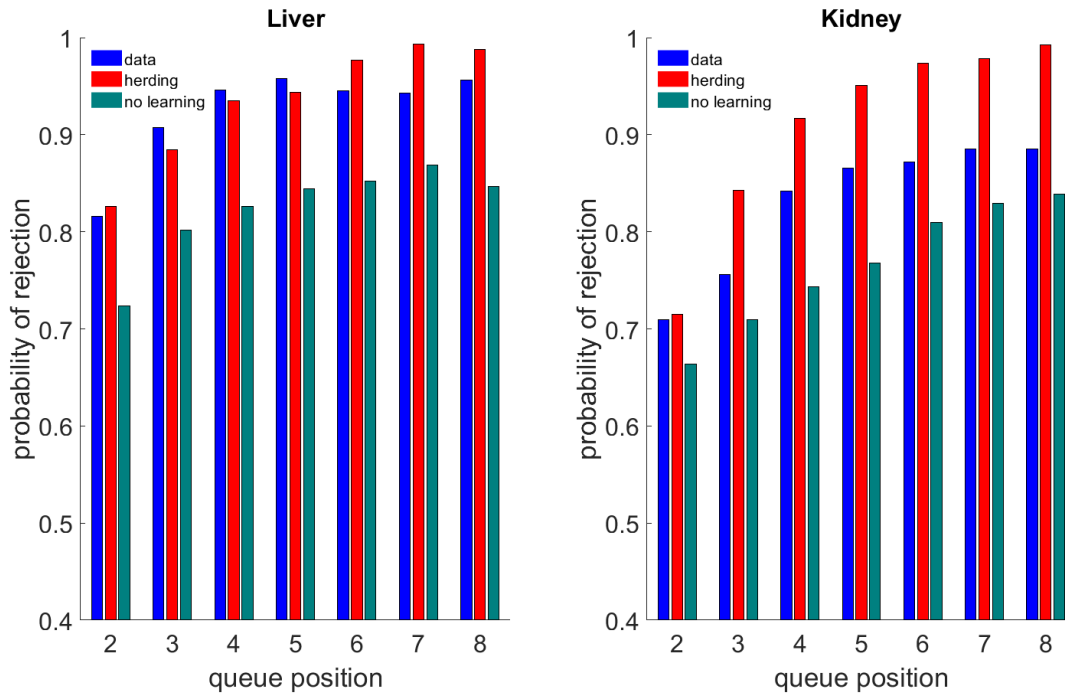 Liver
1
0.9
0.8
0.7
0.6
0.5
0.4
probability of rejection
data
herding
no learning
2 3 4 5 6 7 8
queue position
Kidney
1
0.9
0.8
0.7
0.6
0.5
0.4
probability of rejection
data
herding
no learning
2 3 4 5 6 7 8
queue position